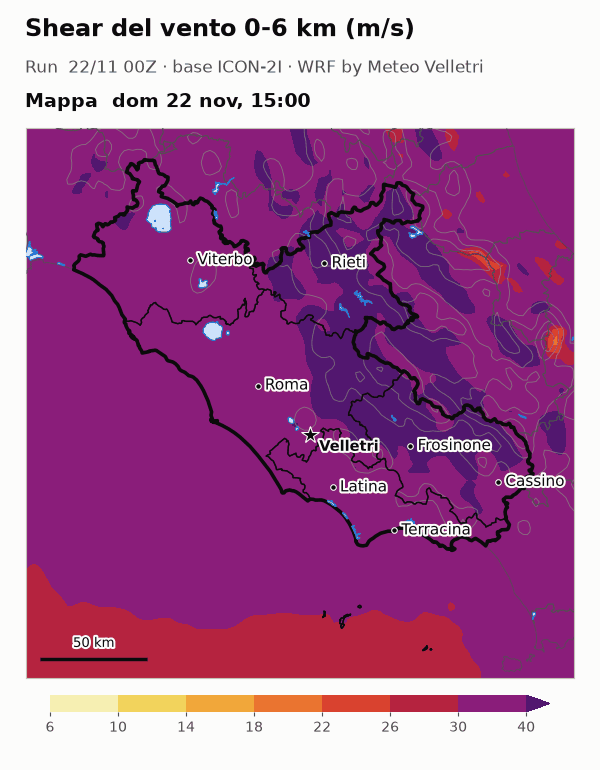 Shear del vento 0-6 km (m/s)
Run  22/11 00Z · base ICON-2I · WRF by Meteo Velletri
Mappa  dom 22 nov, 15:00
Viterbo
Rieti
Roma
Velletri
Frosinone
Latina
Cassino
Terracina
50 km
6 10 14 18 22 26 30 40